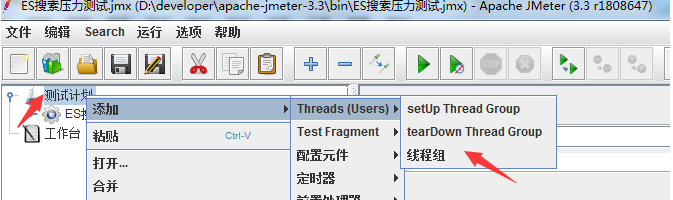 ES搜索压力测试.jmx (D:\developer\apache-jmeter-3.3\bin\ES搜索压力测试.jmx) - Apache JMeter (3.3 r1808647)
文件 编辑 Search 运行 选项 帮助
测试计划
添加
Threads (Users)
setUp Thread Group
tearDown Thread Group
线程组
ES
工作台
粘贴 Ctrl-V
Test Fragment
打开...
配置元件
合并
定时器